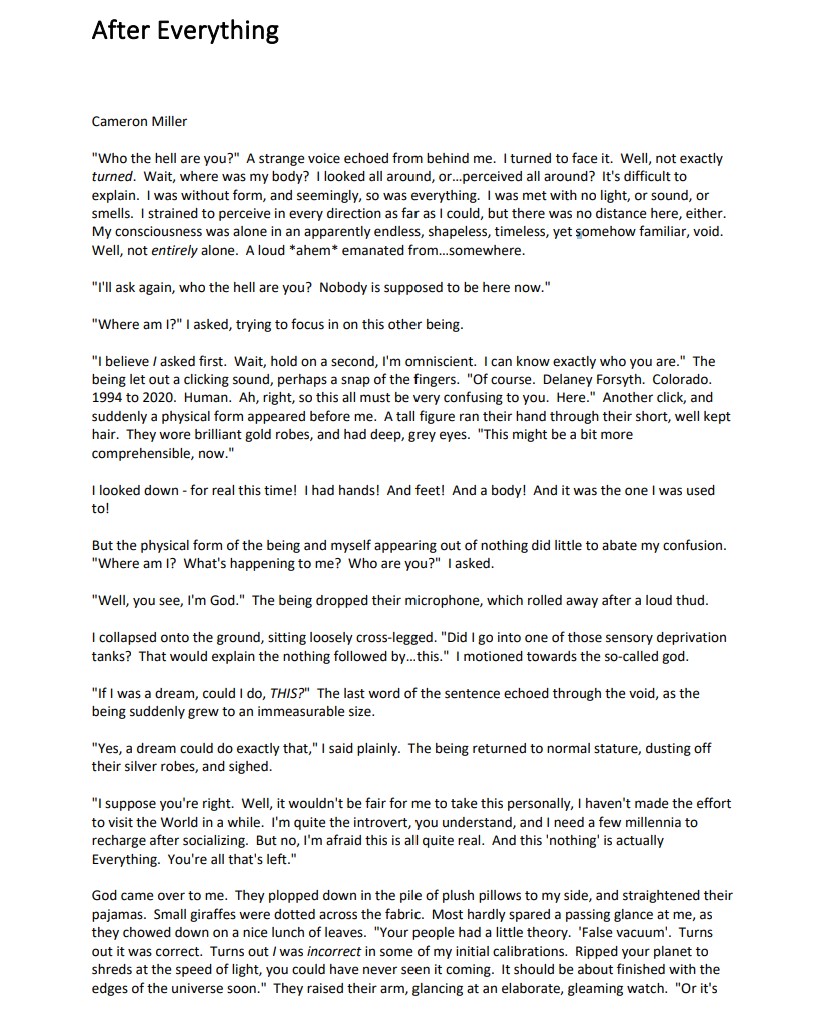 After Everything
Cameron Miller
"Who the hell are you?"  A strange voice echoed from behind me.  I turned to face it.  Well, not exactly
turned.  Wait, where was my body?  I looked all around, or…perceived all around?  It's difficult to
explain.  I was without form, and seemingly, so was everything.  I was met with no light, or sound, or
smells.  I strained to perceive in every direction as far as I could, but there was no distance here, either.
My consciousness was alone in an apparently endless, shapeless, timeless, yet somehow familiar, void.
Well, not entirely alone.  A loud *ahem* emanated from…somewhere.
"I'll ask again, who the hell are you?  Nobody is supposed to be here now."
"Where am I?" I asked, trying to focus in on this other being.
"I believe I asked first.  Wait, hold on a second, I'm omniscient.  I can know exactly who you are."  The
being let out a clicking sound, perhaps a snap of the fingers.  "Of course.  Delaney Forsyth.  Colorado.
1994 to 2020.  Human.  Ah, right, so this all must be very confusing to you.  Here."  Another click, and
suddenly a physical form appeared before me.  A tall figure ran their hand through their short, well kept
hair.  They wore brilliant gold robes, and had deep, grey eyes.  "This might be a bit more
comprehensible, now."
I looked down - for real this time!  I had hands!  And feet!  And a body!  And it was the one I was used
to!
But the physical form of the being and myself appearing out of nothing did little to abate my confusion.
"Where am I?  What's happening to me?  Who are you?"  I asked.
"Well, you see, I'm God."  The being dropped their microphone, which rolled away after a loud thud.
I collapsed onto the ground, sitting loosely cross-legged. "Did I go into one of those sensory deprivation
tanks?  That would explain the nothing followed by…this."  I motioned towards the so-called god.
"If I was a dream, could I do, THIS?"  The last word of the sentence echoed through the void, as the
being suddenly grew to an immeasurable size.
"Yes, a dream could do exactly that," I said plainly.  The being returned to normal stature, dusting off
their silver robes, and sighed.
"I suppose you're right.  Well, it wouldn't be fair for me to take this personally, I haven't made the effort
to visit the World in a while.  I'm quite the introvert, you understand, and I need a few millennia to
recharge after socializing.  But no, I'm afraid this is all quite real.  And this 'nothing' is actually
Everything.  You're all that's left."
God came over to me.  They plopped down in the pile of plush pillows to my side, and straightened their
pajamas.  Small giraffes were dotted across the fabric.  Most hardly spared a passing glance at me, as
they chowed down on a nice lunch of leaves.  "Your people had a little theory.  'False vacuum'.  Turns
out it was correct.  Turns out I was incorrect in some of my initial calibrations.  Ripped your planet to
shreds at the speed of light, you could have never seen it coming.  It should be about finished with the
edges of the universe soon."  They raised their arm, glancing at an elaborate, gleaming watch.  "Or it's